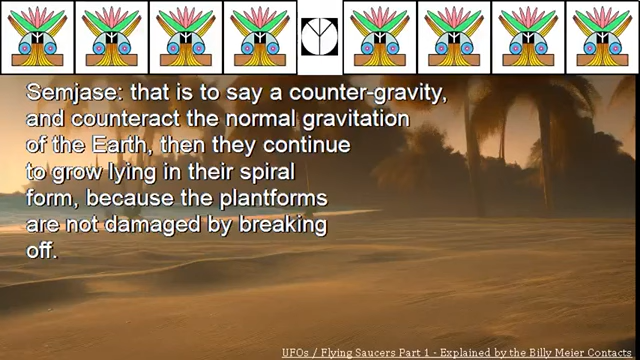 Semjase: that is to say a counter-gravity,
and counteract the normal gravitation
of the Earth, then they continue
to grow lying in their spiral
form, because the plantforms
are not damaged by breaking
off.
UFOs / Flying Saucers Part 1 - Explained by the Billy Meier Contacts